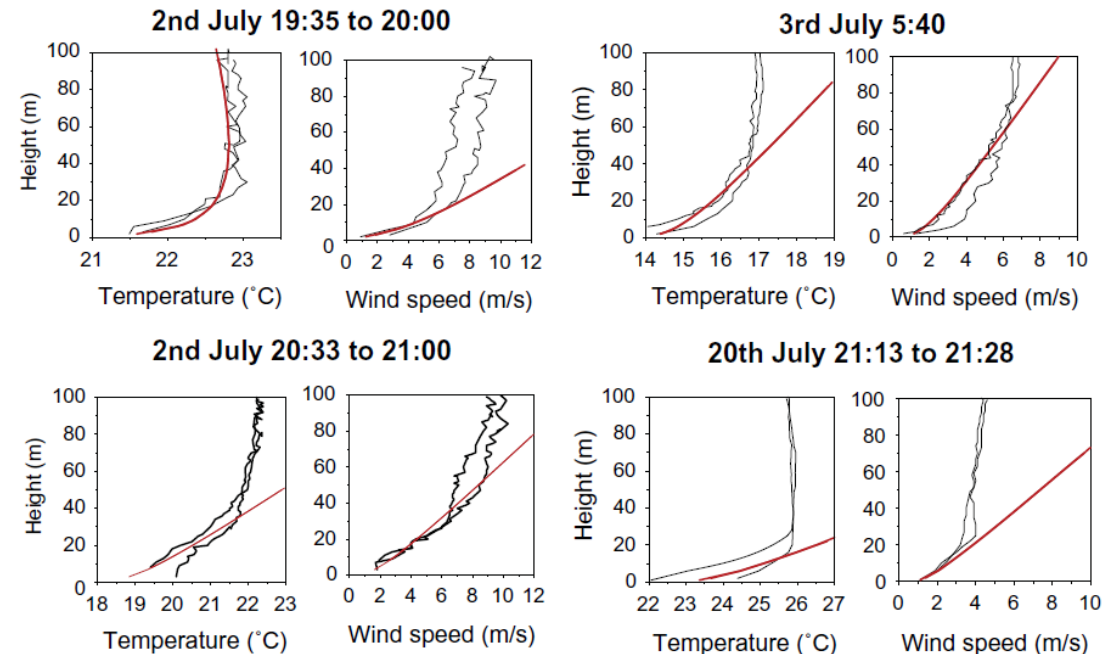 2nd July 19:35 to 20:00
3rd July 5:40
100
80
60
40
20
0
Height (m)
21 22 23
Temperature (˚C)
100
80
60
40
20
0
0 2 4 6 8 10 12
Wind speed (m/s)
100
80
60
40
20
0
Height (m)
14 15 16 17 18 19
Temperature (˚C)
100
80
60
40
20
0
0 2 4 6 8 10
Wind speed (m/s)
2nd July 20:33 to 21:00
20th July 21:13 to 21:28
100
80
60
40
20
0
Height (m)
18 19 20 21 22 23
Temperature (˚C)
100
80
60
40
20
0
0 2 4 6 8 10 12
Wind speed (m/s)
100
80
60
40
20
0
Height (m)
22 23 24 25 26 27
Temperature (˚C)
100
80
60
40
20
0
0 2 4 6 8 10
Wind speed (m/s)